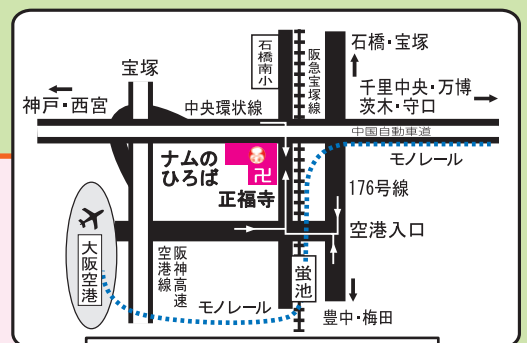 石橋南小
阪急宝塚線
石橋・宝塚
宝塚
千里中央・万博
茨木・守口
神戸・西宮
中央環状線
中国自動車道
モノレール
ナムの
ひろば
卍
正福寺
176号線
空港入口
大阪空港
阪神高速
空港線
蛍池
モノレール
豊中・梅田